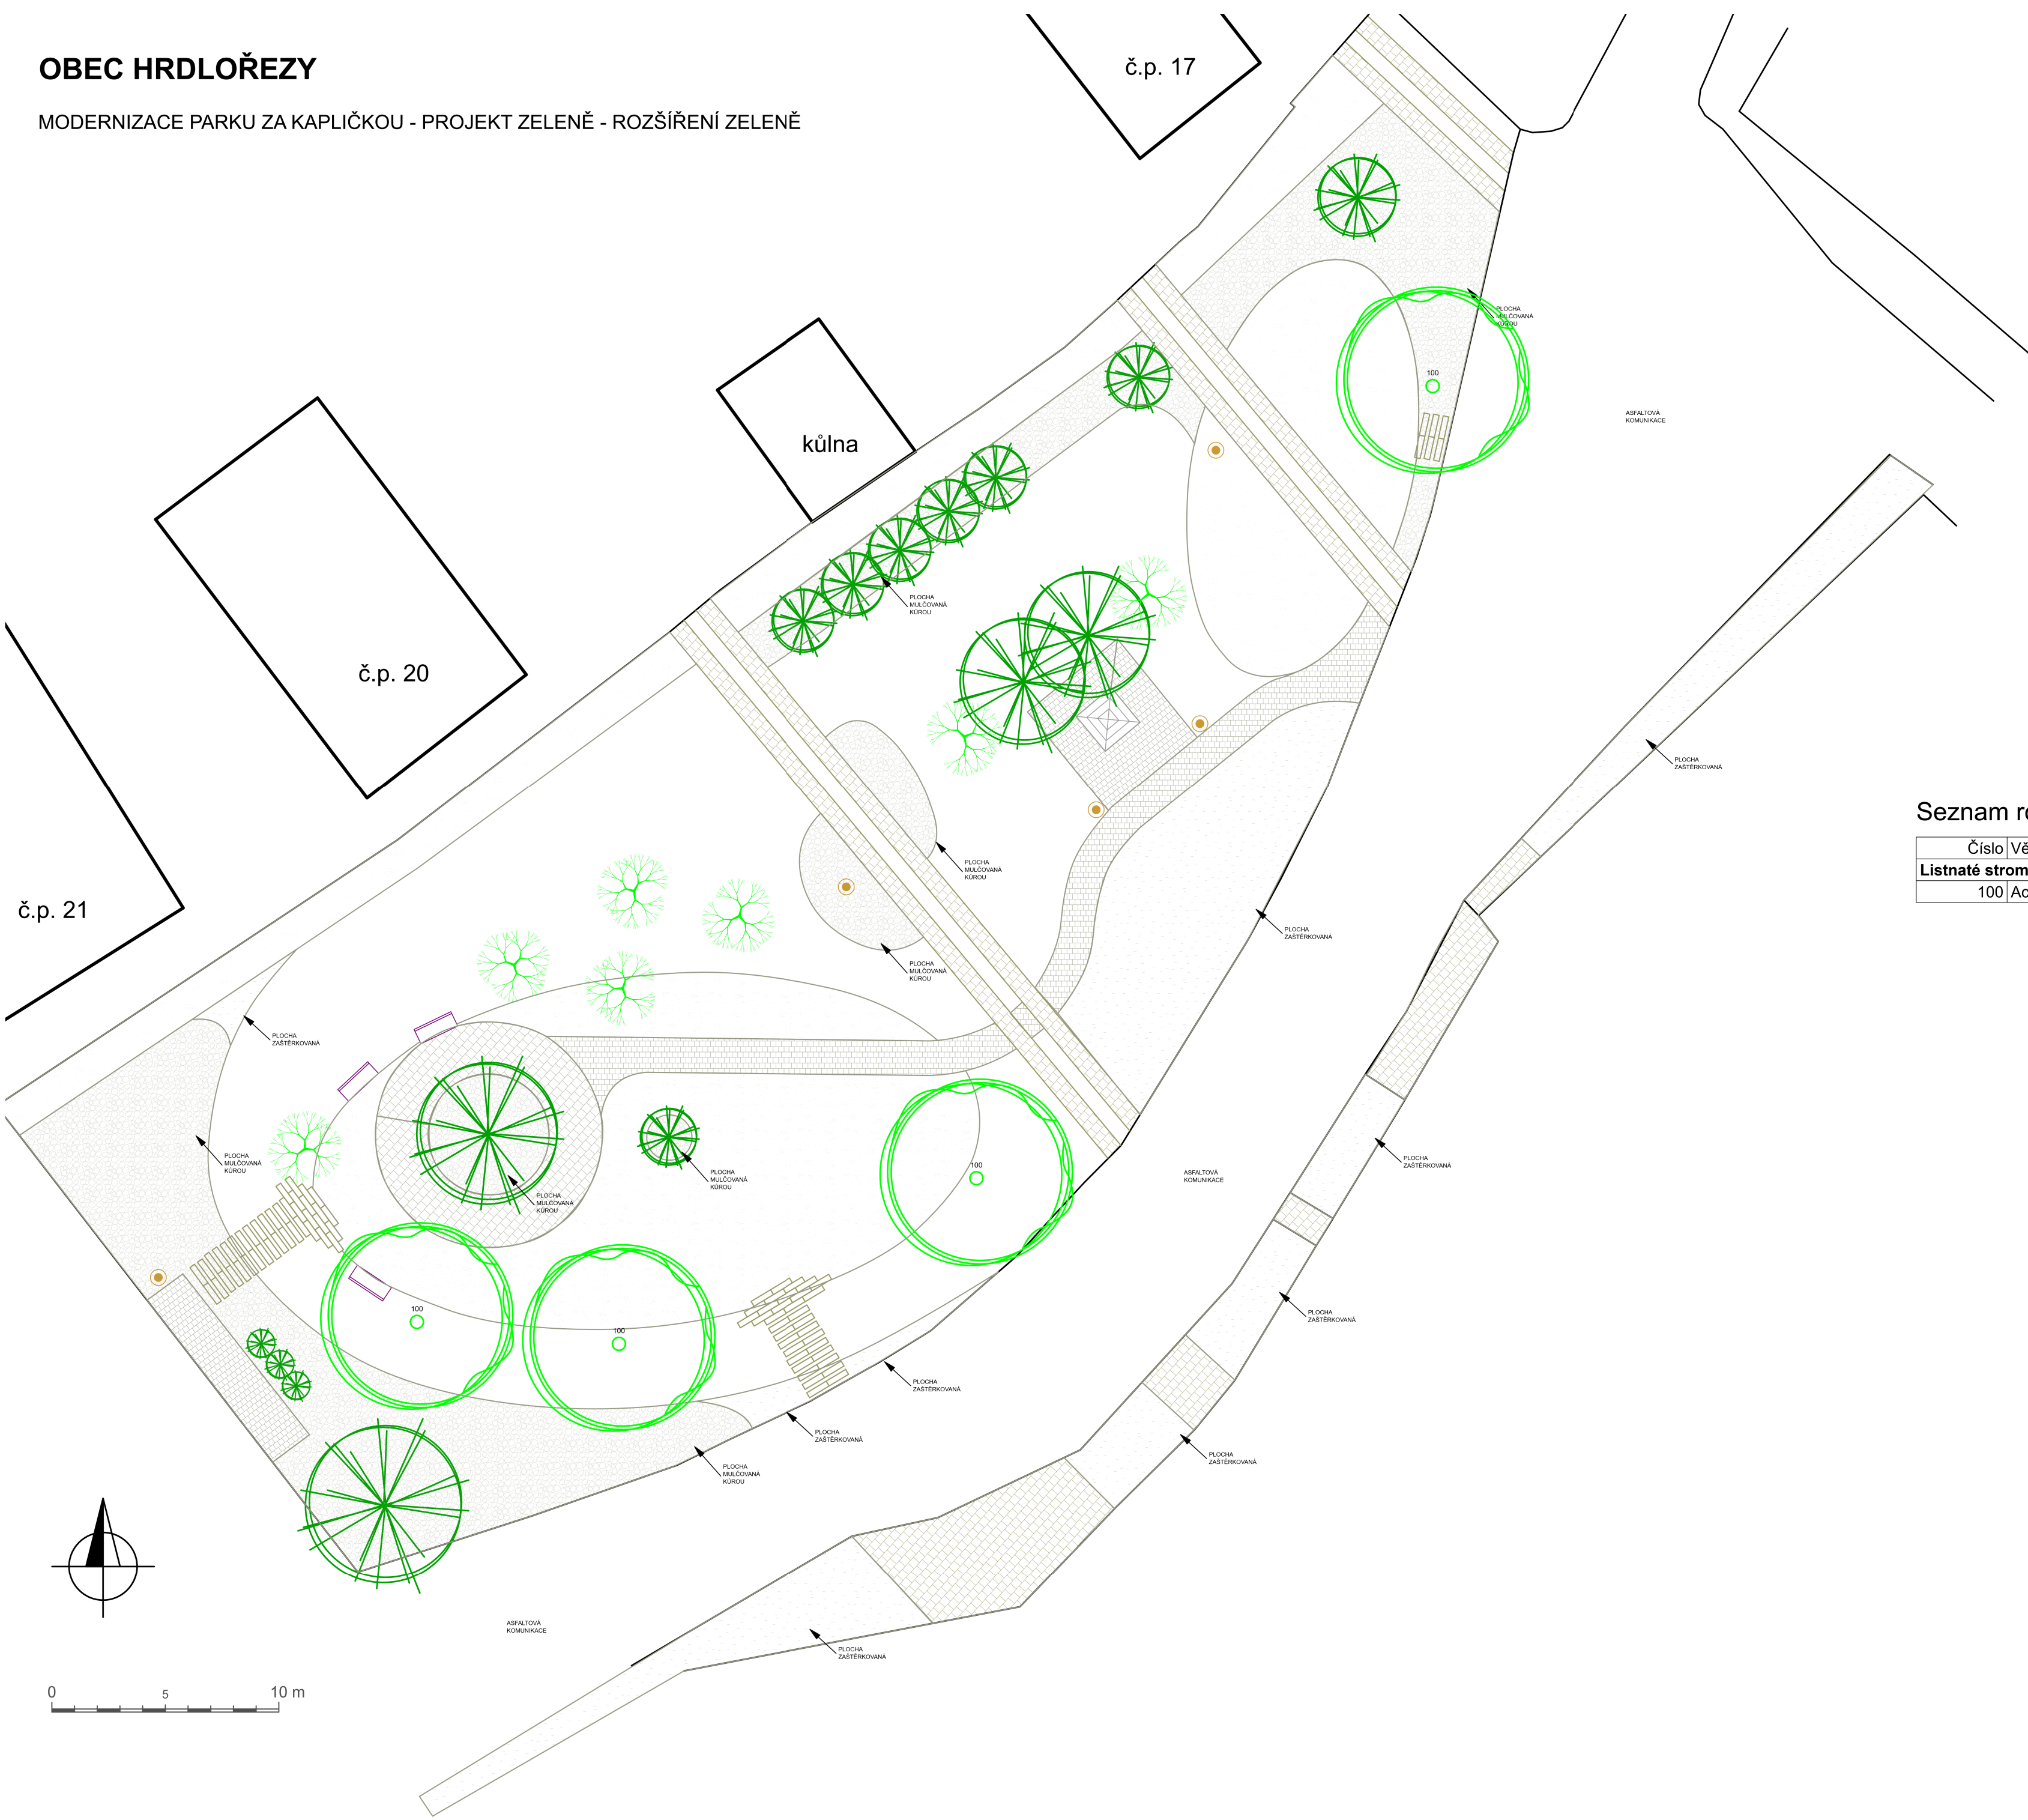 OBEC HRDLOŘEZY
MODERNIZACE PARKU ZA KAPLIČKOU - PROJEKT ZELENĚ - ROZŠÍŘENÍ ZELENĚ
č.p. 17
PLOCHA
MULČOVANÁ
KŮROU
100
ASFALTOVÁ
KOMUNIKACE
kůlna
PLOCHA
MULČOVANÁ
KŮROU
č.p. 20
PLOCHA
ZAŠTĚRKOVANÁ
Seznam
Číslo
Listnaté
100
PLOCHA
MULČOVANÁ
KŮROU
č.p. 21
PLOCHA
ZAŠTĚRKOVANÁ
PLOCHA
MULČOVANÁ
KŮROU
PLOCHA
ZAŠTĚRKOVANÁ
PLOCHA
MULČOVANÁ
KŮROU
PLOCHA
MULČOVANÁ
KŮROU
PLOCHA
MULČOVANÁ
KŮROU
100
ASFALTOVÁ
KOMUNIKACE
PLOCHA
ZAŠTĚRKOVANÁ
100
100
PLOCHA
ZAŠTĚRKOVANÁ
PLOCHA
ZAŠTĚRKOVANÁ
PLOCHA
ZAŠTĚRKOVANÁ
PLOCHA
MULČOVANÁ
KŮROU
PLOCHA
ZAŠTĚRKOVANÁ
ASFALTOVÁ
KOMUNIKACE
PLOCHA
ZAŠTĚRKOVANÁ
0 5 10 m